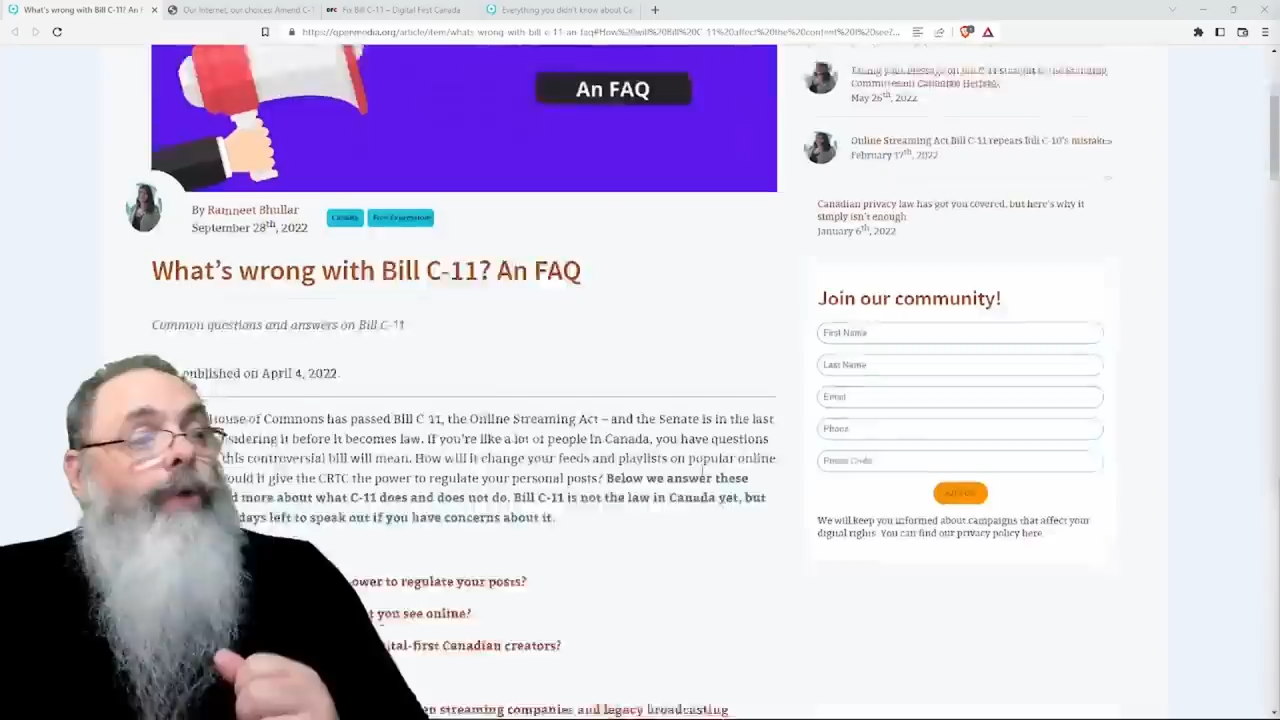 What's wrong with Bill C-11? An F
Our Internet, our choices! Amend C-1
Fix Bill C-11 – Digital First Canada
Everything you didn't know about Ca
An FAQ
May 26th, 2022
Online Streaming Act Bill C-11 repeats Bill C-10's mistakes
February 17th, 2022
Canadian privacy law has got you covered, but here's why it
simply isn't enough
January 6th, 2022
By Ramneet Bhullar
September 28th, 2022
Canada
Free Expression
What's wrong with Bill C-11? An FAQ
Common questions and answers on Bill C-11
published on April 4, 2022.
ouse of Commons has passed Bill C-11, the Online Streaming Act – and the Senate is in the last
sidering it before it becomes law. If you're like a lot of people in Canada, you have questions
this controversial bill will mean. How will it change your feeds and playlists on popular online
ould it give the CRTC the power to regulate your personal posts? Below we answer these
d more about what C-11 does and does not do. Bill C-11 is not the law in Canada yet, but
days left to speak out if you have concerns about it.
ower to regulate your posts?
t you see online?
ital-first Canadian creators?
en streaming companies and legacy broadcasting
Join our community!
First Name
Last Name
Email
Phone
We will keep you informed about campaigns that affect your
digital rights. You can find our privacy policy here.